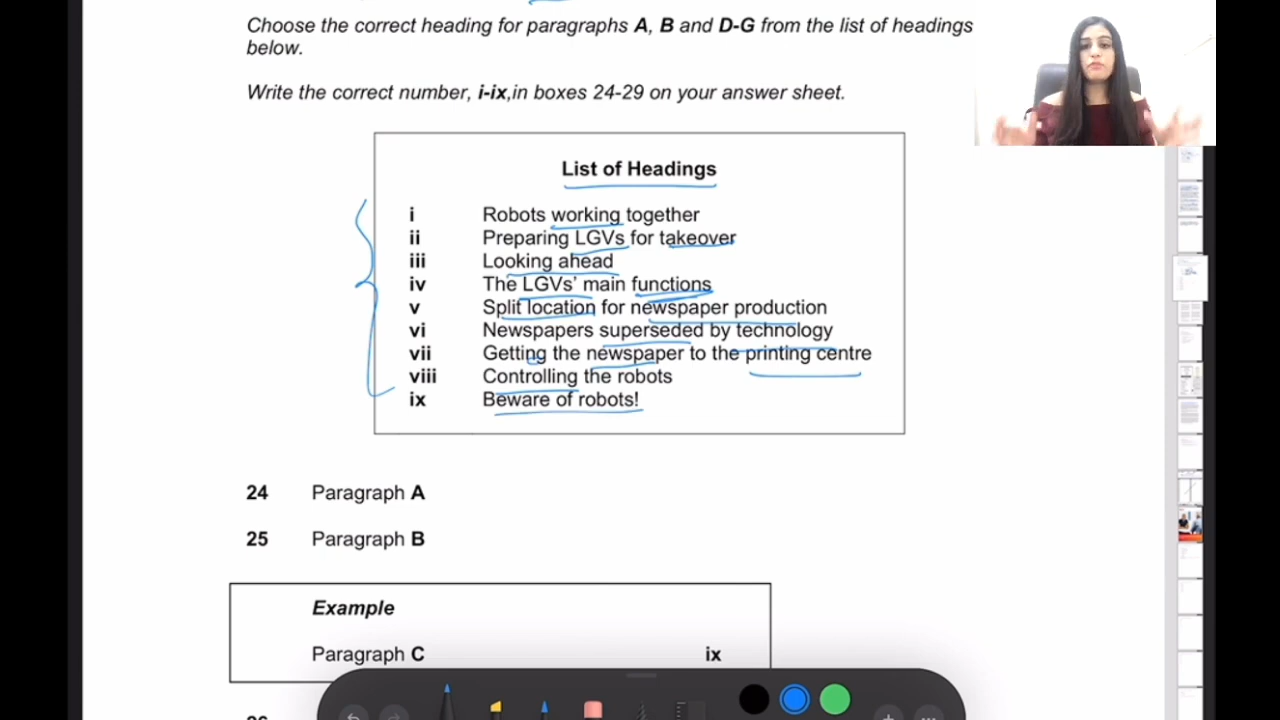 Choose the correct heading for paragraphs A, B and D-G from the list of headings
below.
Write the correct number, i-ix,in boxes 24-29 on your answer sheet.
List of Headings
i Robots working together
ii Preparing LGVs for takeover
iii Looking ahead
iv The LGVs' main functions
v Split location for newspaper production
vi Newspapers superseded by technology
vii Getting the newspaper to the printing centre
viii Controlling the robots
ix Beware of robots!
24 Paragraph A
25 Paragraph B
Example
Paragraph C ix